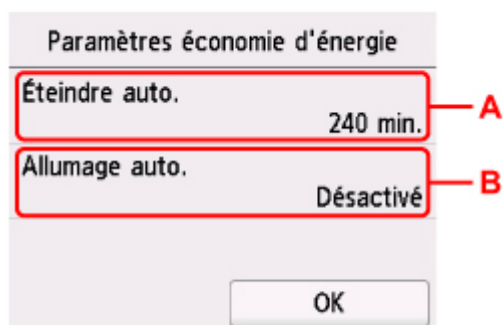 Paramètres économie d'énergie
Éteindre auto.
240 min.
A
Allumage auto.
Désactivé
B
OK